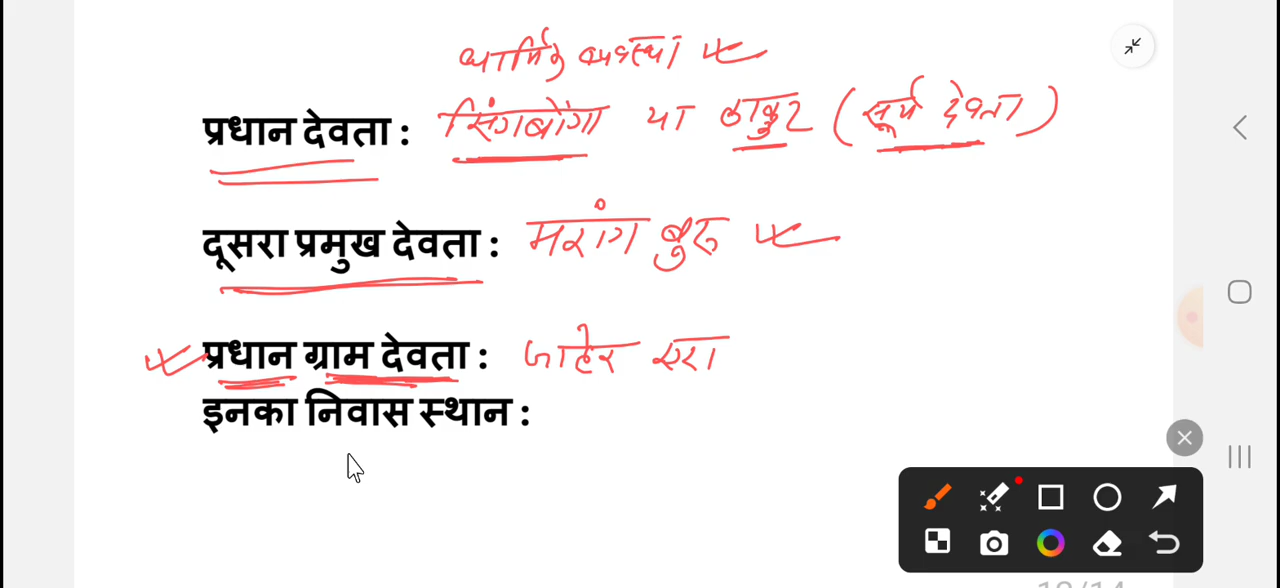 धार्मिक व्यवस्था
प्रधान देवता : सिंगबोंगा या ठाकुर (सूर्य देवता)
दूसरा प्रमुख देवता : मरांग बुरु
प्रधान ग्राम देवता : जाहेर एरा
इनका निवास स्थान :